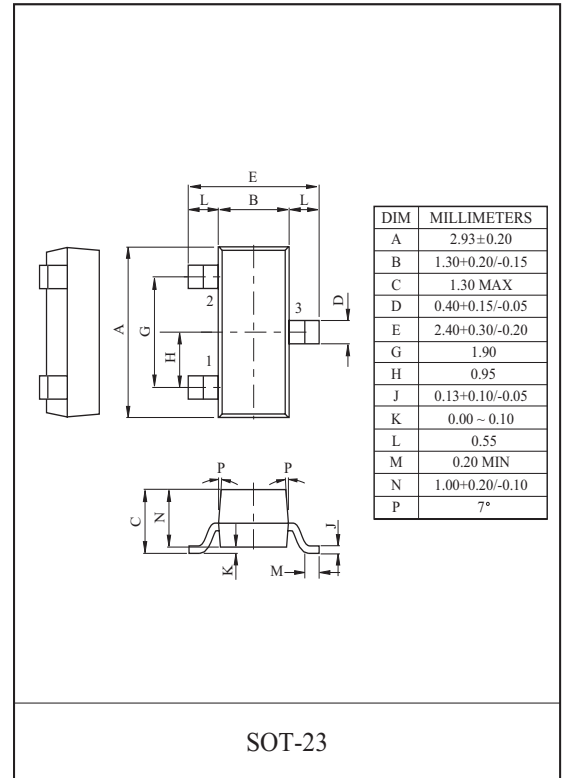 E
L B L
2 3 D
A G H
1
P P
C N J
K M
DIM MILLIMETERS
A 2.93±0.20
B 1.30+0.20/-0.15
C 1.30 MAX
D 0.40+0.15/-0.05
E 2.40+0.30/-0.20
G 1.90
H 0.95
J 0.13+0.10/-0.05
K 0.00 ~ 0.10
L 0.55
M 0.20 MIN
N 1.00+0.20/-0.10
P 7°
SOT-23